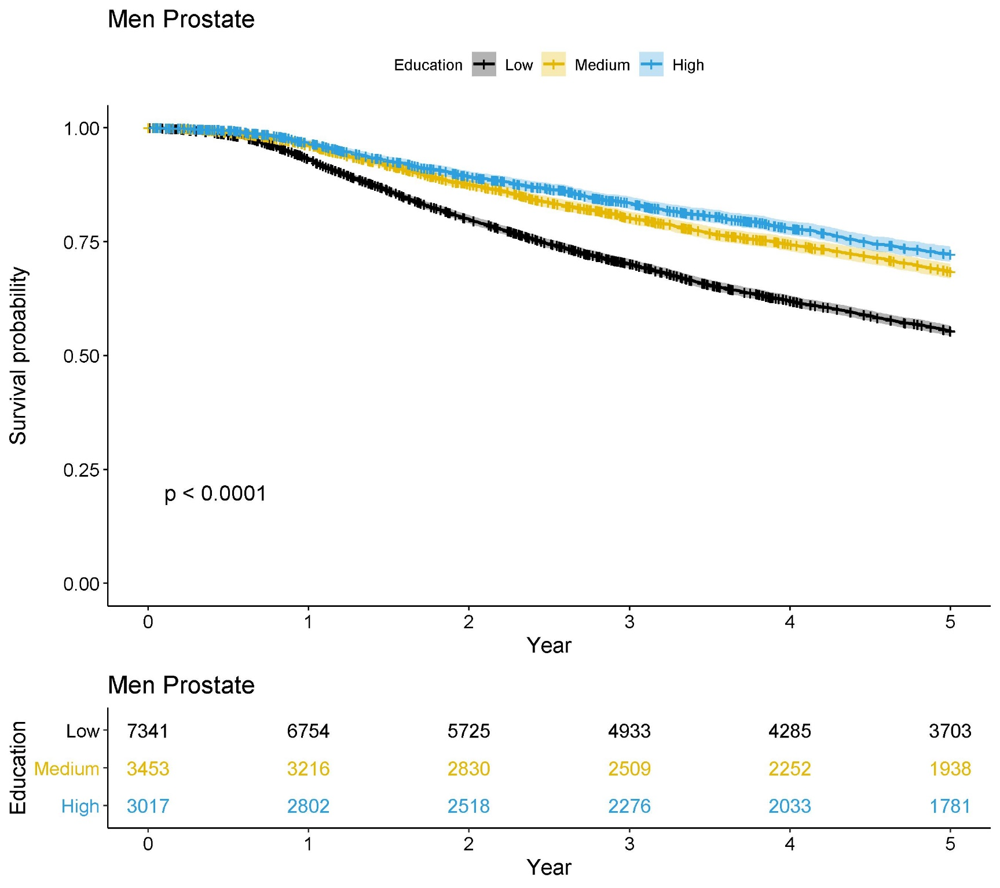 Men Prostate
Education Low Medium High
Survival probability
1.00
0.75
0.50
0.25
0.00
p < 0.0001
0 1 2 3 4 5
Year
Men Prostate
Education
Low 7341 6754 5725 4933 4285 3703
Medium 3453 3216 2830 2509 2252 1938
High 3017 2802 2518 2276 2033 1781
0 1 2 3 4 5
Year